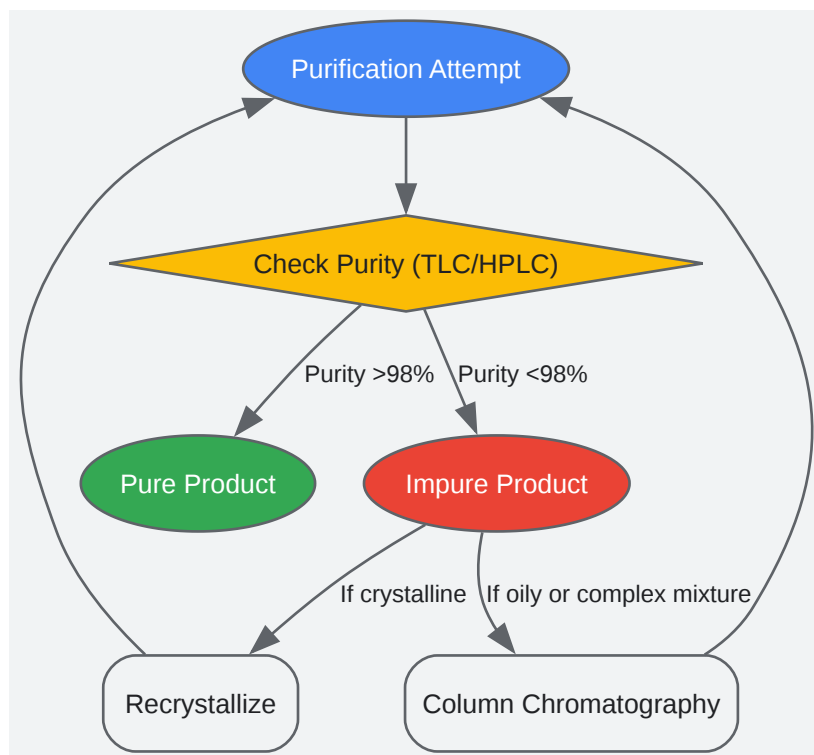 Purification Attempt
Check Purity (TLC/HPLC)
Purity >98%
Purity <98%
Pure Product
Impure Product
If crystalline
If oily or complex mixture
Recrystallize
Column Chromatography